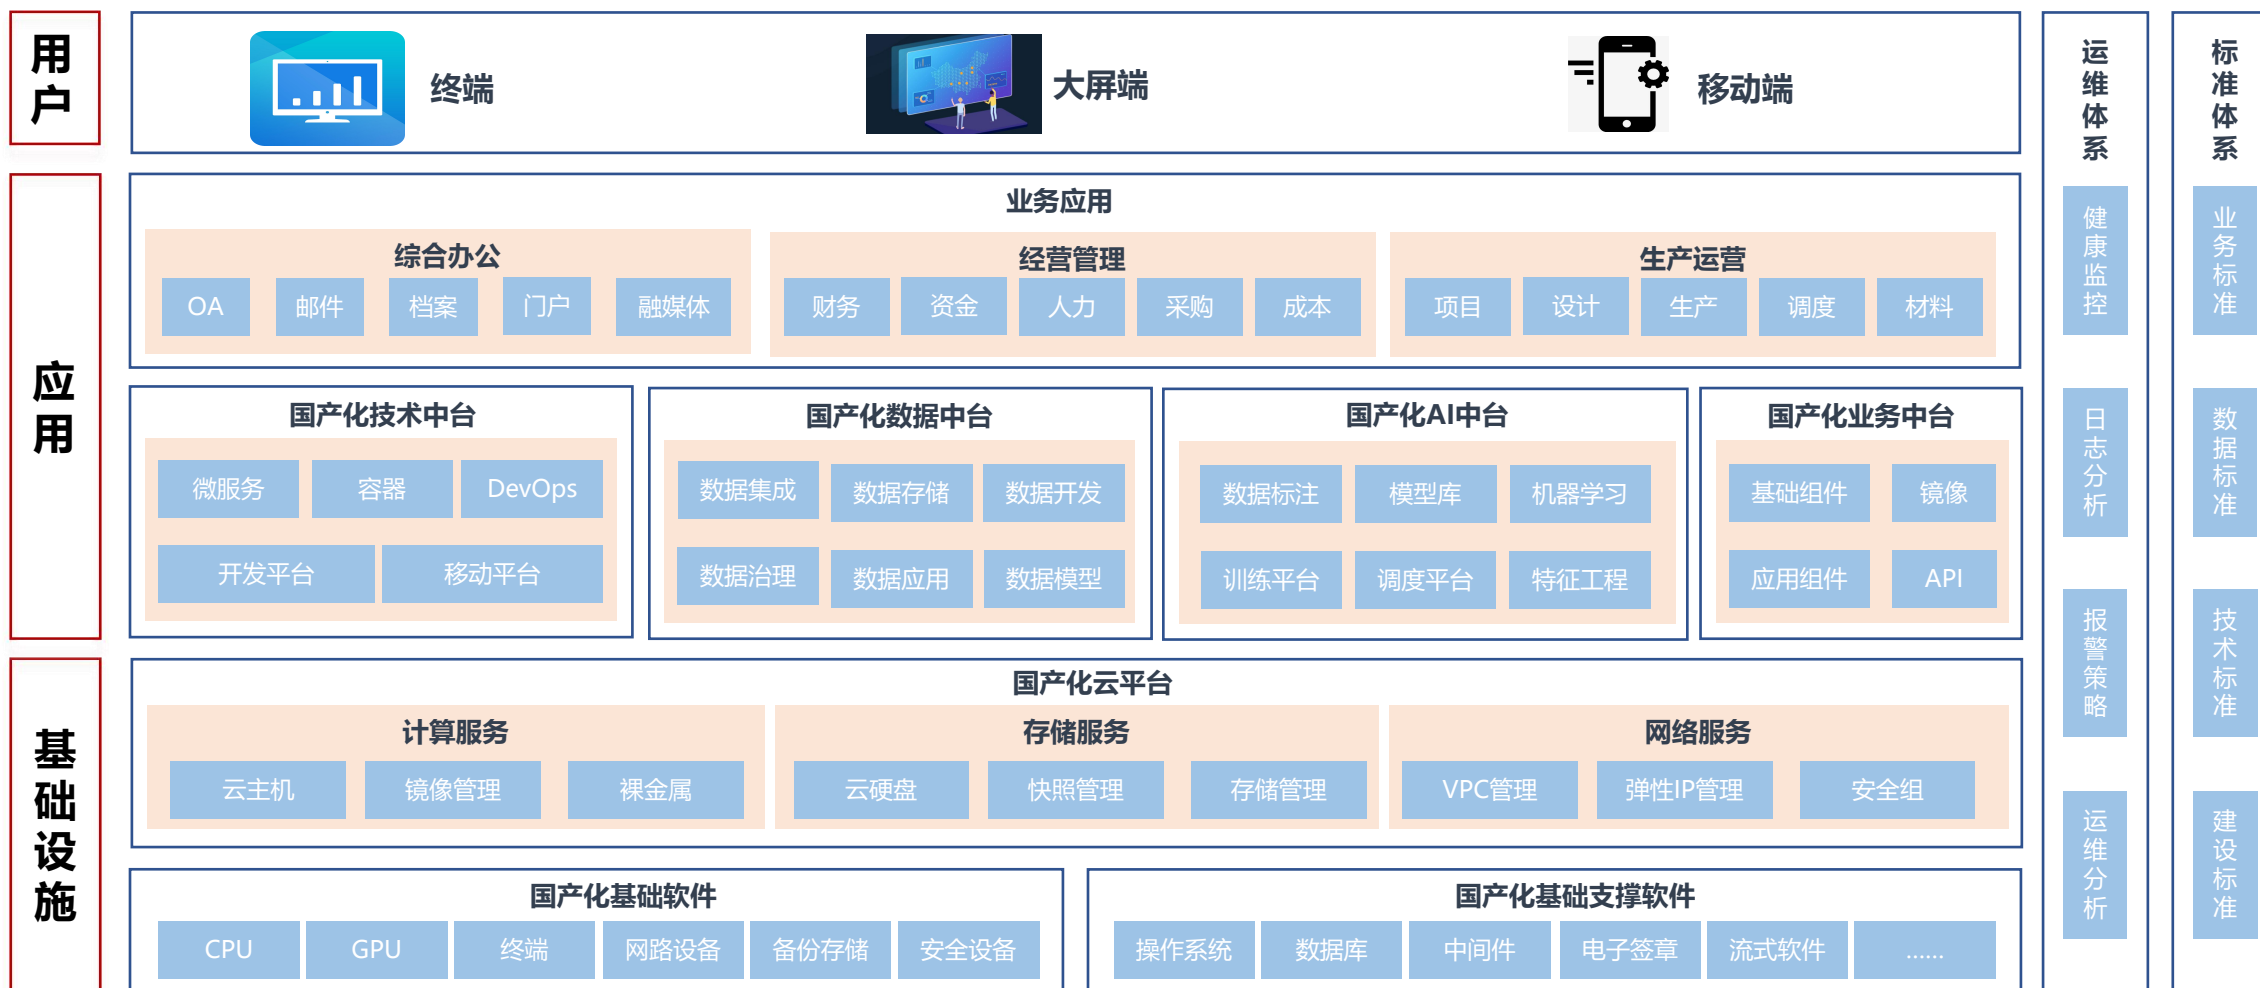 用户
终端
大屏端
移动端
应用
业务应用
综合办公
OA
邮件
档案
门户
融媒体
经营管理
财务
资金
人力
采购
成本
生产运营
项目
设计
生产
调度
材料
国产化技术中台
微服务
容器
DevOps
开发平台
移动平台
国产化数据中台
数据集成
数据存储
数据开发
数据治理
数据应用
数据模型
国产化AI中台
数据标注
模型库
机器学习
训练平台
调度平台
特征工程
国产化业务中台
基础组件
镜像
应用组件
API
基础设施
国产化云平台
计算服务
云主机
镜像管理
裸金属
存储服务
云硬盘
快照管理
存储管理
网络服务
VPC管理
弹性IP管理
安全组
国产化基础软件
CPU
GPU
终端
网路设备
备份存储
安全设备
国产化基础支撑软件
操作系统
数据库
中间件
电子签章
流式软件
......
运维体系
健康监控
日志分析
报警策略
运维分析
标准体系
业务标准
数据标准
技术标准
建设标准